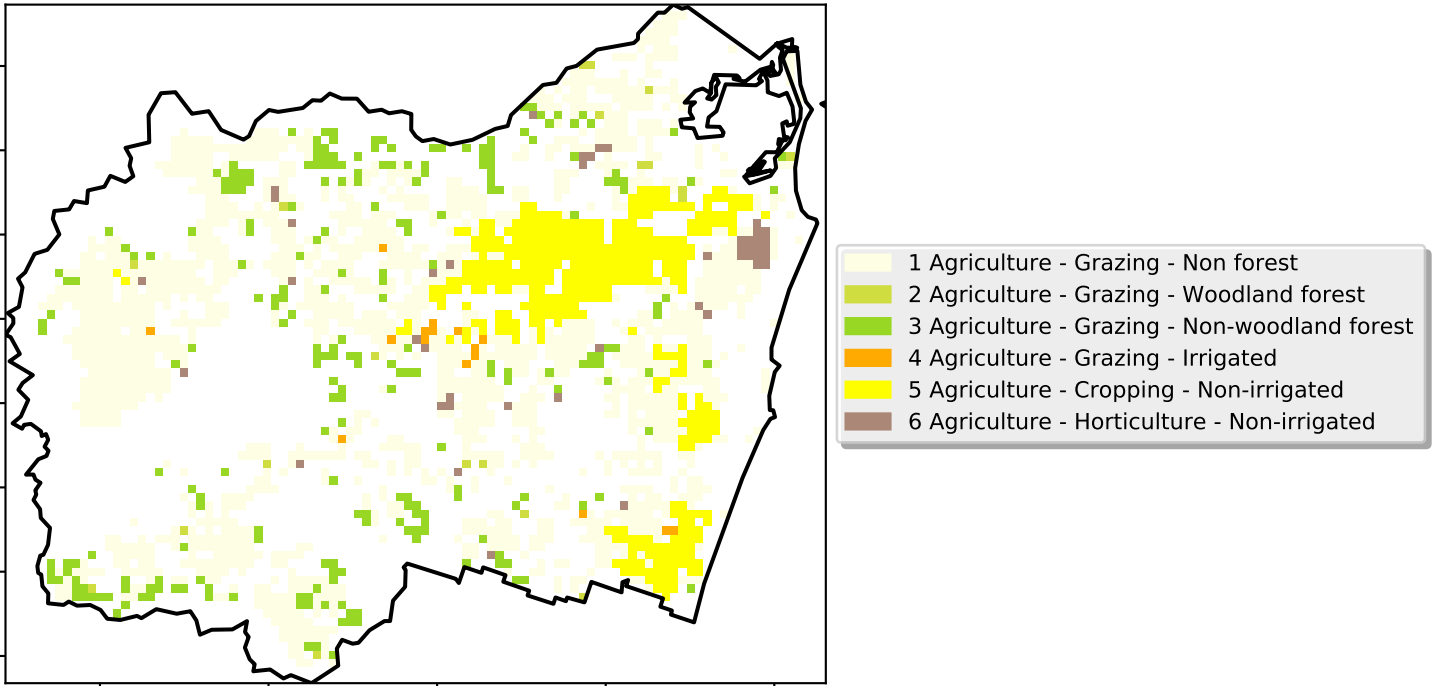 1 Agriculture - Grazing - Non forest
2 Agriculture - Grazing - Woodland forest
3 Agriculture - Grazing - Non-woodland forest
4 Agriculture - Grazing - Irrigated
5 Agriculture - Cropping - Non-irrigated
6 Agriculture - Horticulture - Non-irrigated